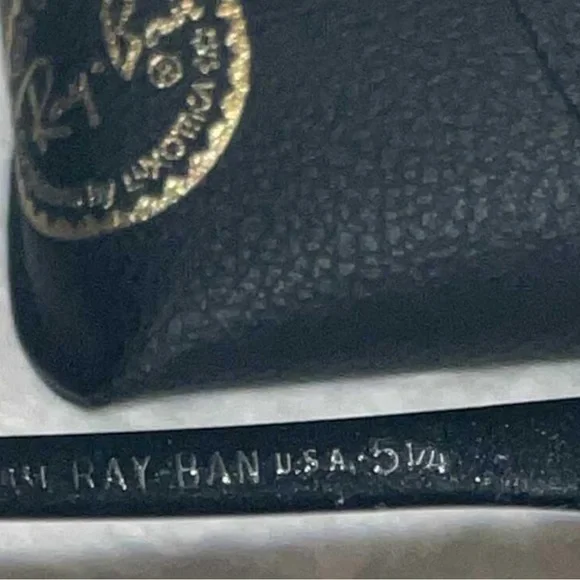 Ray-Ban
®
by LUXOTTICA
RAY-BAN U.S.A. 5 1/4